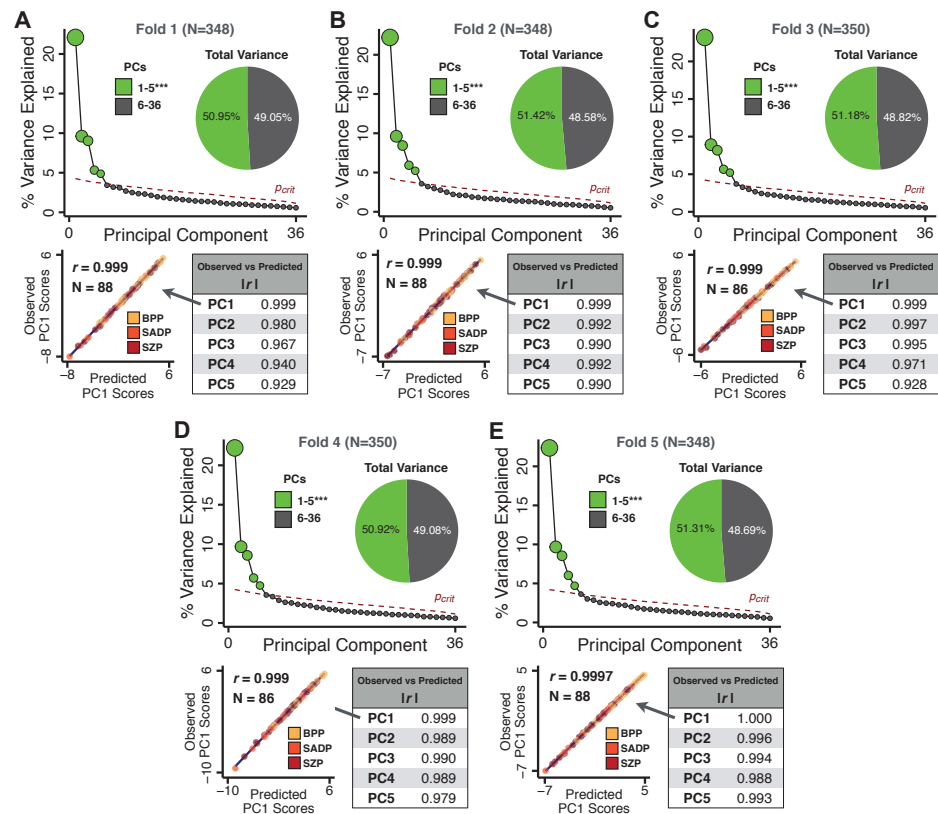 A
Fold 1 (N=348)
% Variance Explained
20
15
10
5
0
PCs
1-5***
6-36
Total Variance
50.95%
49.05%
pcrit
0
Principal Component
36
Observed
PC1 Scores
6
−8
r = 0.999
N = 88
BPP
SADP
SZP
−8
6
Predicted
PC1 Scores
Observed vs Predicted
|r|
PC1 0.999
PC2 0.980
PC3 0.967
PC4 0.940
PC5 0.929
B
Fold 2 (N=348)
% Variance Explained
20
15
10
5
0
PCs
1-5***
6-36
Total Variance
51.42%
48.58%
pcrit
0
Principal Component
36
Observed
PC1 Scores
6
−7
r = 0.999
N = 88
BPP
SADP
SZP
−7
6
Predicted
PC1 Scores
Observed vs Predicted
|r|
PC1 0.999
PC2 0.992
PC3 0.990
PC4 0.992
PC5 0.990
C
Fold 3 (N=350)
% Variance Explained
20
15
10
5
0
PCs
1-5***
6-36
Total Variance
51.18%
48.82%
pcrit
0
Principal Component
36
Observed
PC1 Scores
6
−6
r = 0.999
N = 86
BPP
SADP
SZP
−6
6
Predicted
PC1 Scores
Observed vs Predicted
|r|
PC1 0.999
PC2 0.997
PC3 0.995
PC4 0.971
PC5 0.928
D
Fold 4 (N=350)
% Variance Explained
20
15
10
5
0
PCs
1-5***
6-36
Total Variance
50.92%
49.08%
pcrit
0
Principal Component
36
Observed
PC1 Scores
6
−10
r = 0.999
N = 86
BPP
SADP
SZP
−10
6
Predicted
PC1 Scores
Observed vs Predicted
|r|
PC1 0.999
PC2 0.989
PC3 0.990
PC4 0.989
PC5 0.979
E
Fold 5 (N=348)
% Variance Explained
20
15
10
5
0
PCs
1-5***
6-36
Total Variance
51.31%
48.69%
pcrit
0
Principal Component
36
Observed
PC1 Scores
5
−7
r = 0.9997
N = 88
BPP
SADP
SZP
−7
5
Predicted
PC1 Scores
Observed vs Predicted
|r|
PC1 1.000
PC2 0.996
PC3 0.994
PC4 0.988
PC5 0.993